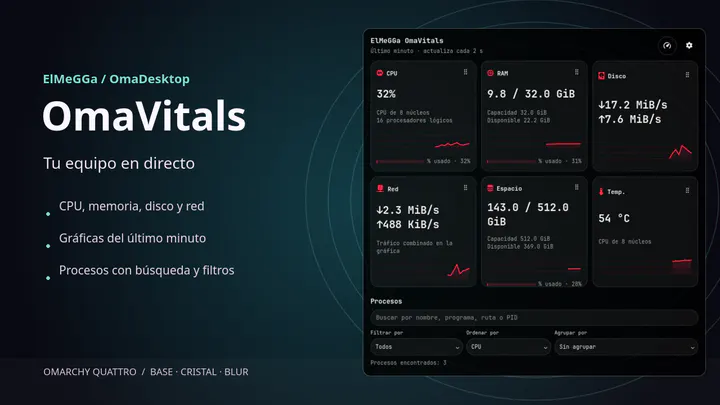 ElMeGGa / OmaDesktop
OmaVitals
Tu equipo en directo
CPU, memoria, disco y red
Gráficas del último minuto
Procesos con búsqueda y filtros
OMARCHY QUATTRO / BASE · CRISTAL · BLUR
ElMeGGa OmaVitals
Último minuto · actualiza cada 2 s
CPU
32%
CPU de 8 núcleos
16 procesadores lógicos
% usado · 32%
RAM
9.8 / 32.0 GiB
Capacidad 32.0 GiB
Disponible 22.2 GiB
% usado · 31%
Disco
↓17.2 MiB/s
↑7.6 MiB/s
Red
↓2.3 MiB/s
↑488 KiB/s
Tráfico combinado en la
gráfica
Espacio
143.0 / 512.0
GiB
Capacidad 512.0 GiB
Disponible 369.0 GiB
% usado · 28%
Temp.
54 °C
CPU de 8 núcleos
Procesos
Buscar por nombre, programa, ruta o PID
Filtrar por
Ordenar por
Agrupar por
Todos
CPU
Sin agrupar
Procesos encontrados: 3